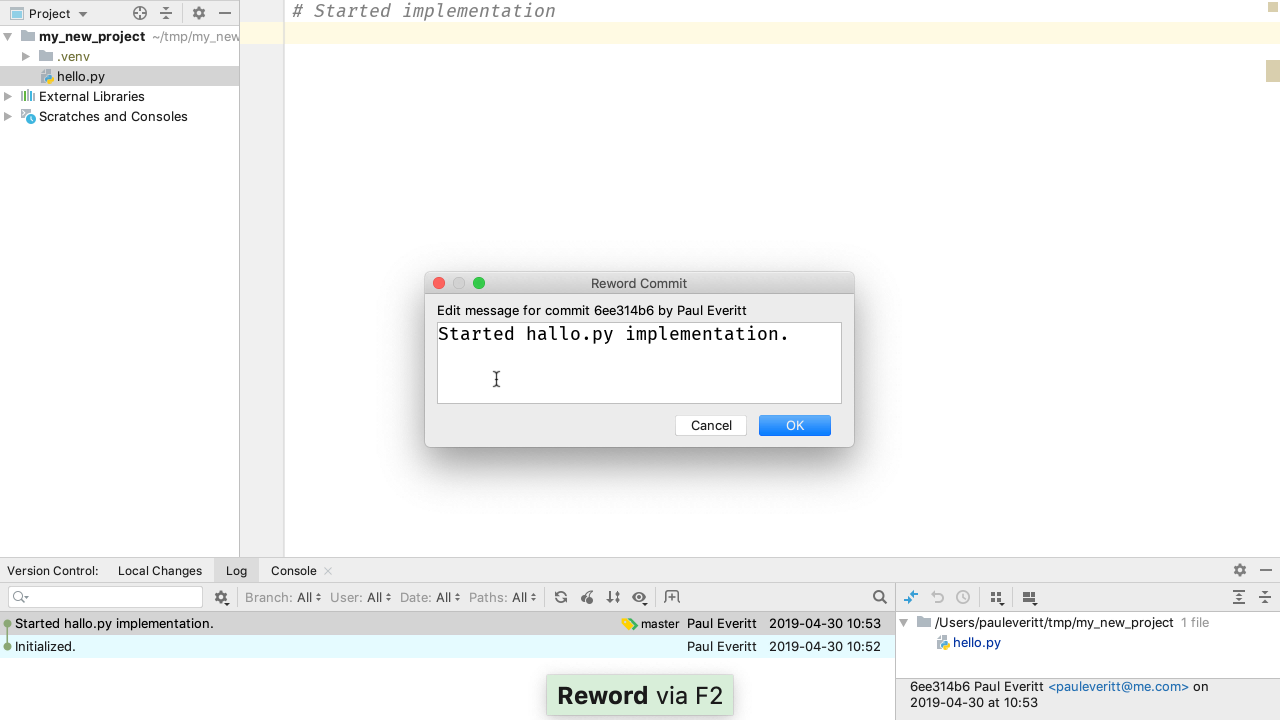 Project
my_new_project ~/tmp/my_new
.venv
hello.py
External Libraries
Scratches and Consoles
# Started implementation
Reword Commit
Edit message for commit 6ee314b6 by Paul Everitt
Started hallo.py implementation.
Cancel OK
Version Control: Local Changes Log Console
Branch: All User: All Date: All Paths: All
Started hallo.py implementation. master Paul Everitt 2019-04-30 10:53
Initialized. Paul Everitt 2019-04-30 10:52
/Users/pauleveritt/tmp/my_new_project 1 file
hello.py
6ee314b6 Paul Everitt <pauleveritt@me.com> on
2019-04-30 at 10:53
Reword via F2